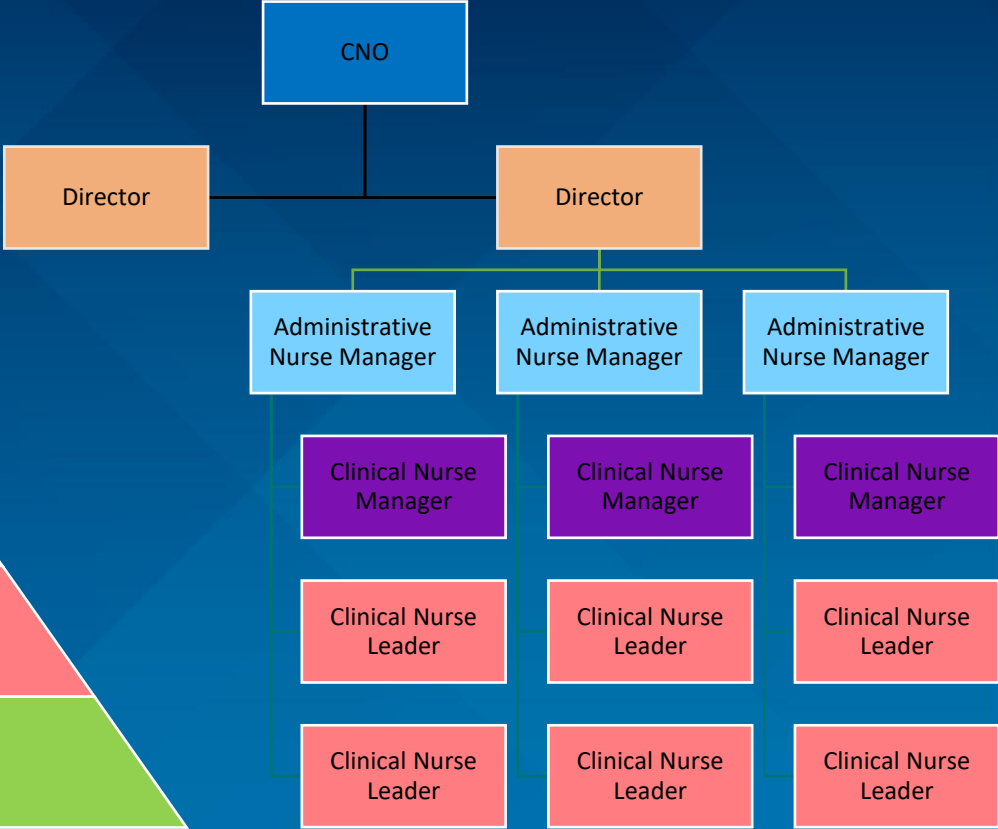 CNO
Director
Director
Administrative
Nurse Manager
Administrative
Nurse Manager
Administrative
Nurse Manager
Clinical Nurse
Manager
Clinical Nurse
Manager
Clinical Nurse
Manager
Clinical Nurse
Leader
Clinical Nurse
Leader
Clinical Nurse
Leader
Clinical Nurse
Leader
Clinical Nurse
Leader
Clinical Nurse
Leader